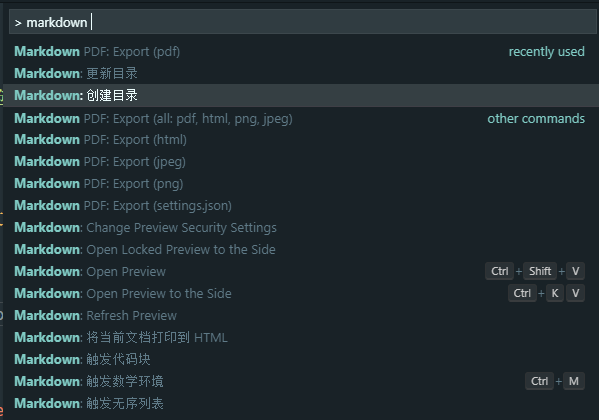 > markdown
Markdown PDF: Export (pdf) recently used
Markdown: 更新目录
Markdown: 创建目录
Markdown PDF: Export (all: pdf, html, png, jpeg) other commands
Markdown PDF: Export (html)
Markdown PDF: Export (jpeg)
Markdown PDF: Export (png)
Markdown PDF: Export (settings.json)
Markdown: Change Preview Security Settings
Markdown: Open Locked Preview to the Side
Markdown: Open Preview Ctrl + Shift + V
Markdown: Open Preview to the Side Ctrl + K V
Markdown: Refresh Preview
Markdown: 将当前文档打印到 HTML
Markdown: 触发代码块
Markdown: 触发数学环境 Ctrl + M
Markdown: 触发无序列表